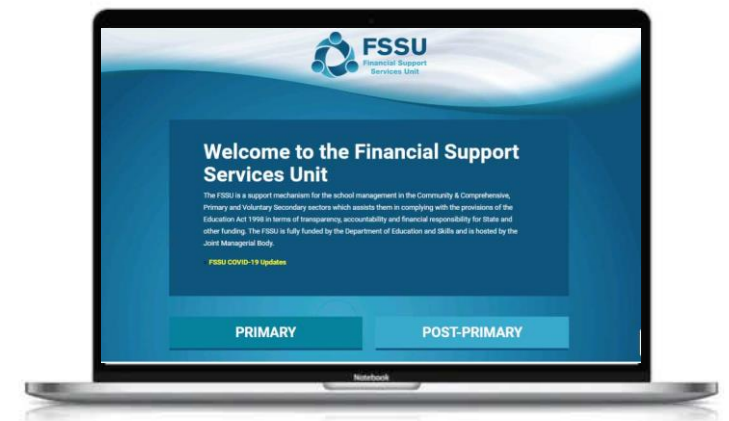 FSSU
Financial Support
Services Unit
Welcome to the Financial Support
Services Unit
The FSSU is a support mechanism for the school management in the Community & Comprehensive,
Primary and Voluntary Secondary sectors which assists them in complying with the provisions of the
Education Act 1998 in terms of transparency, accountability and financial responsibility for State and
other funding. The FSSU is fully funded by the Department of Education and Skills and is hosted by the
Joint Managerial Body.
FSSU COVID-19 Updates
PRIMARY POST-PRIMARY
Notebook